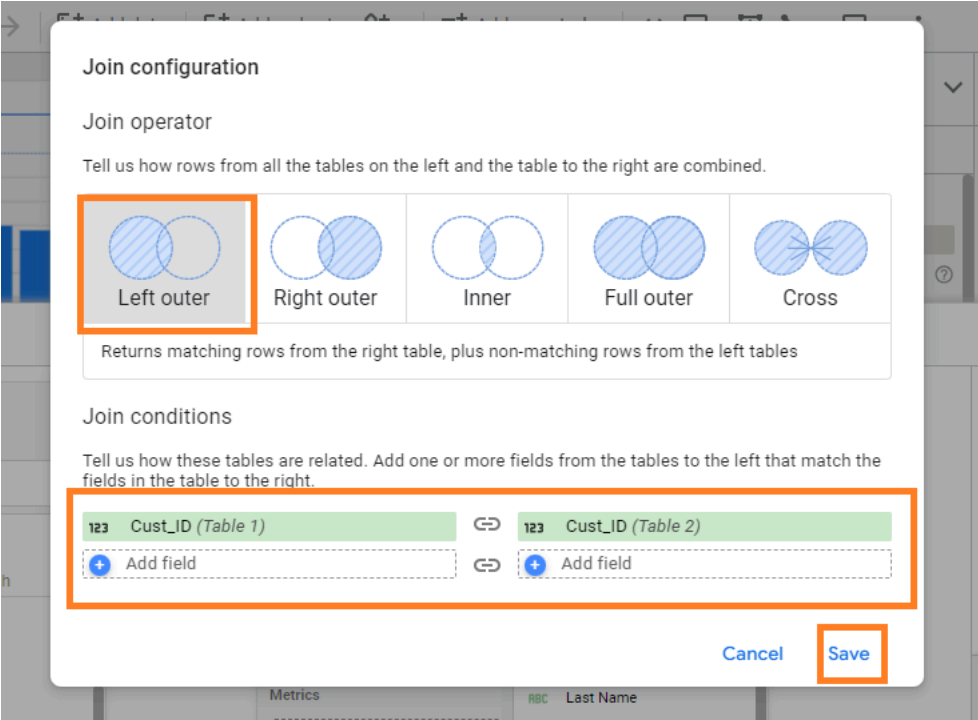 Join configuration
Join operator
Tell us how rows from all the tables on the left and the table to the right are combined.
Left outer
Right outer
Inner
Full outer
Cross
Returns matching rows from the right table, plus non-matching rows from the left tables
Join conditions
Tell us how these tables are related. Add one or more fields from the tables to the left that match the
fields in the table to the right.
123 Cust_ID (Table 1)
123 Cust_ID (Table 2)
Add field
Add field
h
Cancel
Save
Metrics
ABC Last Name